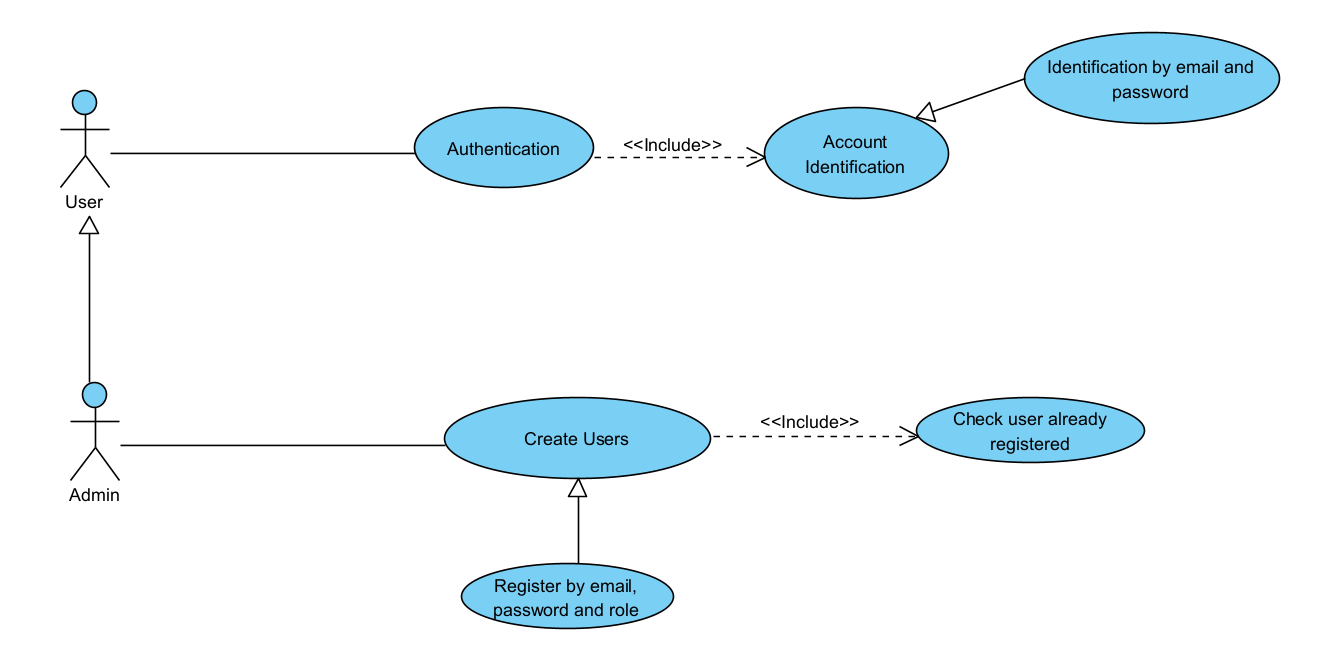 Identification by email and
password
Authentication
<<Include>>
Account
Identification
User
Create Users
<<Include>>
Check user already
registered
Admin
Register by email,
password and role